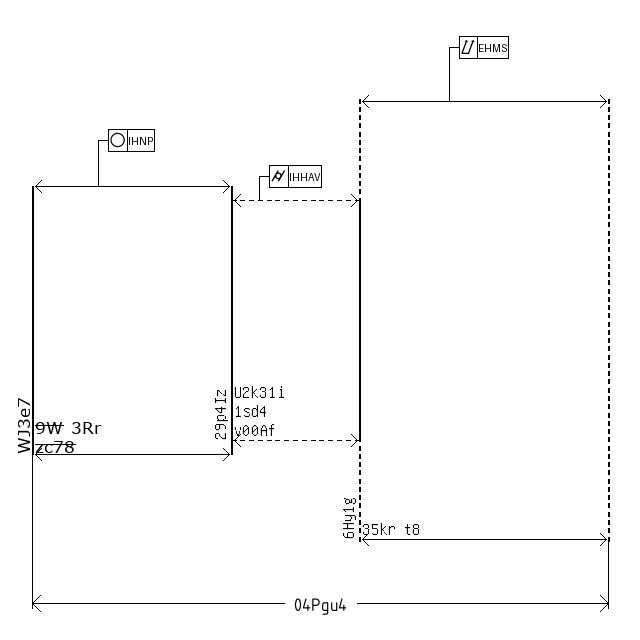 EHMS
IHNP
IHHAV
WJ3e7
9W 3Rr
zc78
29p4Iz
U2k31i
1sd4
v00Af
6Hy1g
35kr t8
04Pgu4